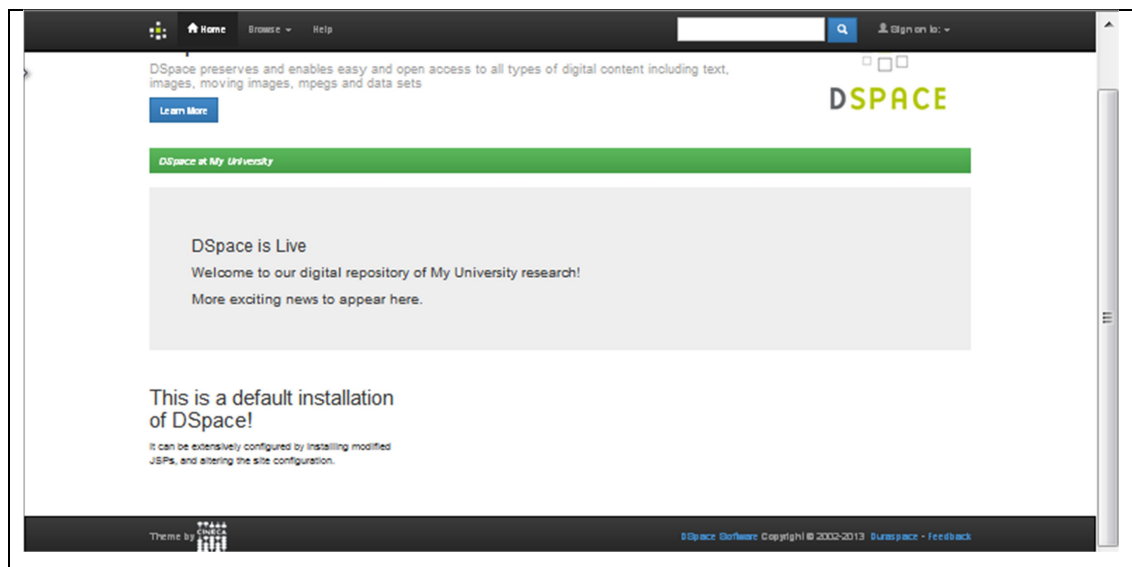 Home Browse Help Sign on to:
DSpace preserves and enables easy and open access to all types of digital content including text,
images, moving images, mpegs and data sets
DSPACE
Learn More
DSpace at My University
DSpace is Live
Welcome to our digital repository of My University research!
More exciting news to appear here.
This is a default installation
of DSpace!
It can be extensively configured by installing modified
JSPs, and altering the site configuration.
Theme by CINECA DSpace Software Copyright © 2002-2013 Duraspace - Feedback